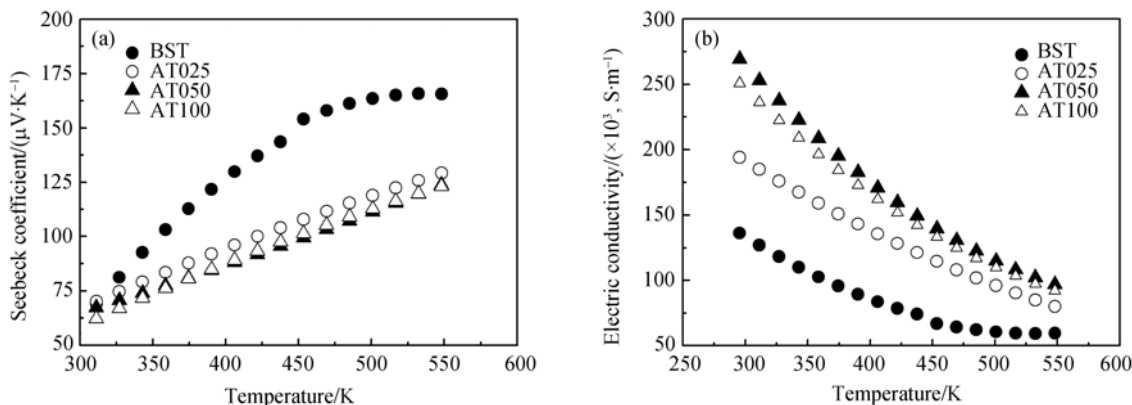 (a)
BST
AT025
AT050
AT100
200
175
150
125
100
75
50
300 350 400 450 500 550 600
Seebeck coefficient/(μV·K⁻¹)
Temperature/K
(b)
BST
AT025
AT050
AT100
300
250
200
150
100
50
250 300 350 400 450 500 550 600
Electric conductivity/(×10³, S·m⁻¹)
Temperature/K